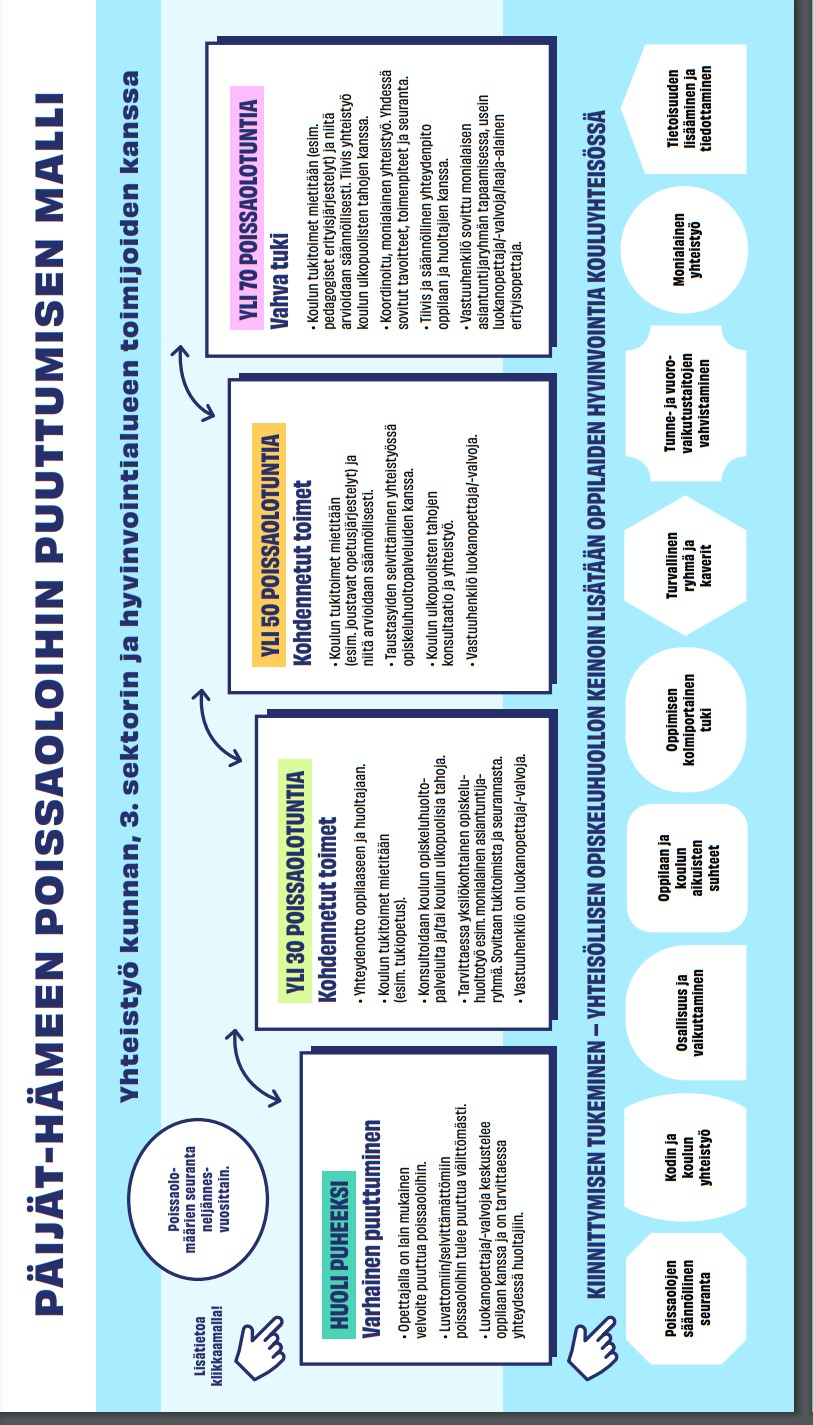 PÄIJÄT-HÄMEEN POISSAOLOIHIN PUUTTUMISEN MALLI
Yhteistyö kunnan, 3. sektorin ja hyvinvointialueen toimijoiden kanssa
Lisätietoa
klikkaamalla!
Poissaolo-
määrien seuranta
neljännes-
vuosittain.
HUOLI PUHEEKSI
Varhainen puuttuminen
• Opettajalla on lain mukainen
velvoite puuttua poissaoloihin.
• Luvattomiin/selvittämättömiin
poissaoloihin tulee puuttua välittömästi.
• Luokanopettaja/-valvoja keskustelee
oppilaan kanssa ja on tarvittaessa
yhteydessä huoltajiin.
YLI 30 POISSAOLOTUNTIA
Kohdennetut toimet
• Yhteydenotto oppilaaseen ja huoltajaan.
• Koulun tukitoimet mietitään
(esim. tukiopetus).
• Konsultoidaan koulun opiskeluhuolto-
palveluita ja/tai koulun ulkopuolisia tahoja.
• Tarvittaessa yksilökohtainen opiskelu-
huoltotyö esim. monialainen asiantuntija-
ryhmä. Sovitaan tukitoimista ja seurannasta.
• Vastuuhenkilö on luokanopettaja/-valvoja.
YLI 50 POISSAOLOTUNTIA
Kohdennetut toimet
• Koulun tukitoimet mietitään
(esim. joustavat opetusjärjestelyt) ja
niitä arvioidaan säännöllisesti.
• Taustasyiden selvittäminen yhteistyössä
opiskeluhuoltopalveluiden kanssa.
• Koulun ulkopuolisten tahojen
konsultaatio ja yhteistyö.
• Vastuuhenkilö luokanopettaja/-valvoja.
YLI 70 POISSAOLOTUNTIA
Vahva tuki
• Koulun tukitoimet mietitään (esim.
pedagogiset erityisjärjestelyt) ja niitä
arvioidaan säännöllisesti. Tiivis yhteistyö
koulun ulkopuolisten tahojen kanssa.
• Koordinoitu, monialainen yhteistyö. Yhdessä
sovitut tavoitteet, toimenpiteet ja seuranta.
• Tiivis ja säännöllinen yhteydenpito
oppilaan ja huoltajien kanssa.
• Vastuuhenkilö sovittu monialaisen
asiantuntijaryhmän tapaamisessa, usein
luokanopettaja/-valvoja/laaja-alainen
erityisopettaja.
KIINNITTYMISEN TUKEMINEN – YHTEISÖLLISEN OPISKELUHUOLLON KEINOIN LISÄTÄÄN OPPILAIDEN HYVINVOINTIA KOULUYHTEISÖSSÄ
Poissaolojen
säännöllinen
seuranta
Kodin ja
koulun
yhteistyö
Osallisuus ja
vaikuttaminen
Oppilaan ja
koulun
aikuisten
suhteet
Oppimisen
kolmiportainen
tuki
Turvallinen
ryhmä ja
kaverit
Tunne- ja vuoro-
vaikutustaitojen
vahvistaminen
Monialainen
yhteistyö
Tietoisuuden
lisääminen ja
tiedottaminen